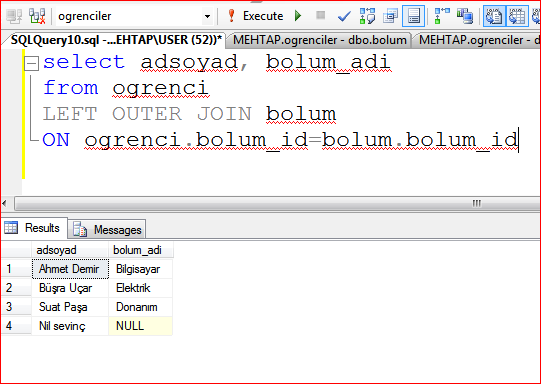 ogrenciler Execute
SQLQuery10.sql -...EHTAP\USER (52))* MEHTAP.ogrenciler - dbo.bolum MEHTAP.ogrenciler - dbo.
select adsoyad, bolum_adi
from ogrenci
LEFT OUTER JOIN bolum
ON ogrenci.bolum_id=bolum.bolum_id
Results Messages
adsoyad bolum_adi
1 Ahmet Demir Bilgisayar
2 Büşra Uçar Elektrik
3 Suat Paşa Donanım
4 Nil sevinç NULL